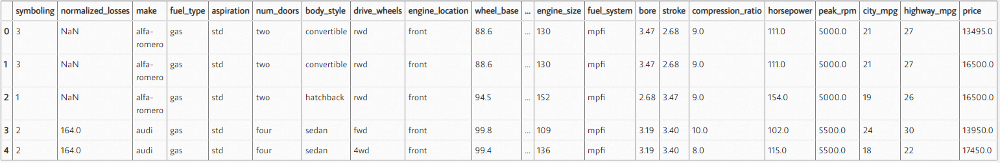 symboling normalized_losses make fuel_type aspiration num_doors body_style drive_wheels engine_location wheel_base ... engine_size fuel_system bore stroke compression_ratio horsepower peak_rpm city_mpg highway_mpg price
0 3 NaN alfa-romero gas std two convertible rwd front 88.6 ... 130 mpfi 3.47 2.68 9.0 111.0 5000.0 21 27 13495.0
1 3 NaN alfa-romero gas std two convertible rwd front 88.6 ... 130 mpfi 3.47 2.68 9.0 111.0 5000.0 21 27 16500.0
2 1 NaN alfa-romero gas std two hatchback rwd front 94.5 ... 152 mpfi 2.68 3.47 9.0 154.0 5000.0 19 26 16500.0
3 2 164.0 audi gas std four sedan fwd front 99.8 ... 109 mpfi 3.19 3.40 10.0 102.0 5500.0 24 30 13950.0
4 2 164.0 audi gas std four sedan 4wd front 99.4 ... 136 mpfi 3.19 3.40 8.0 115.0 5500.0 18 22 17450.0